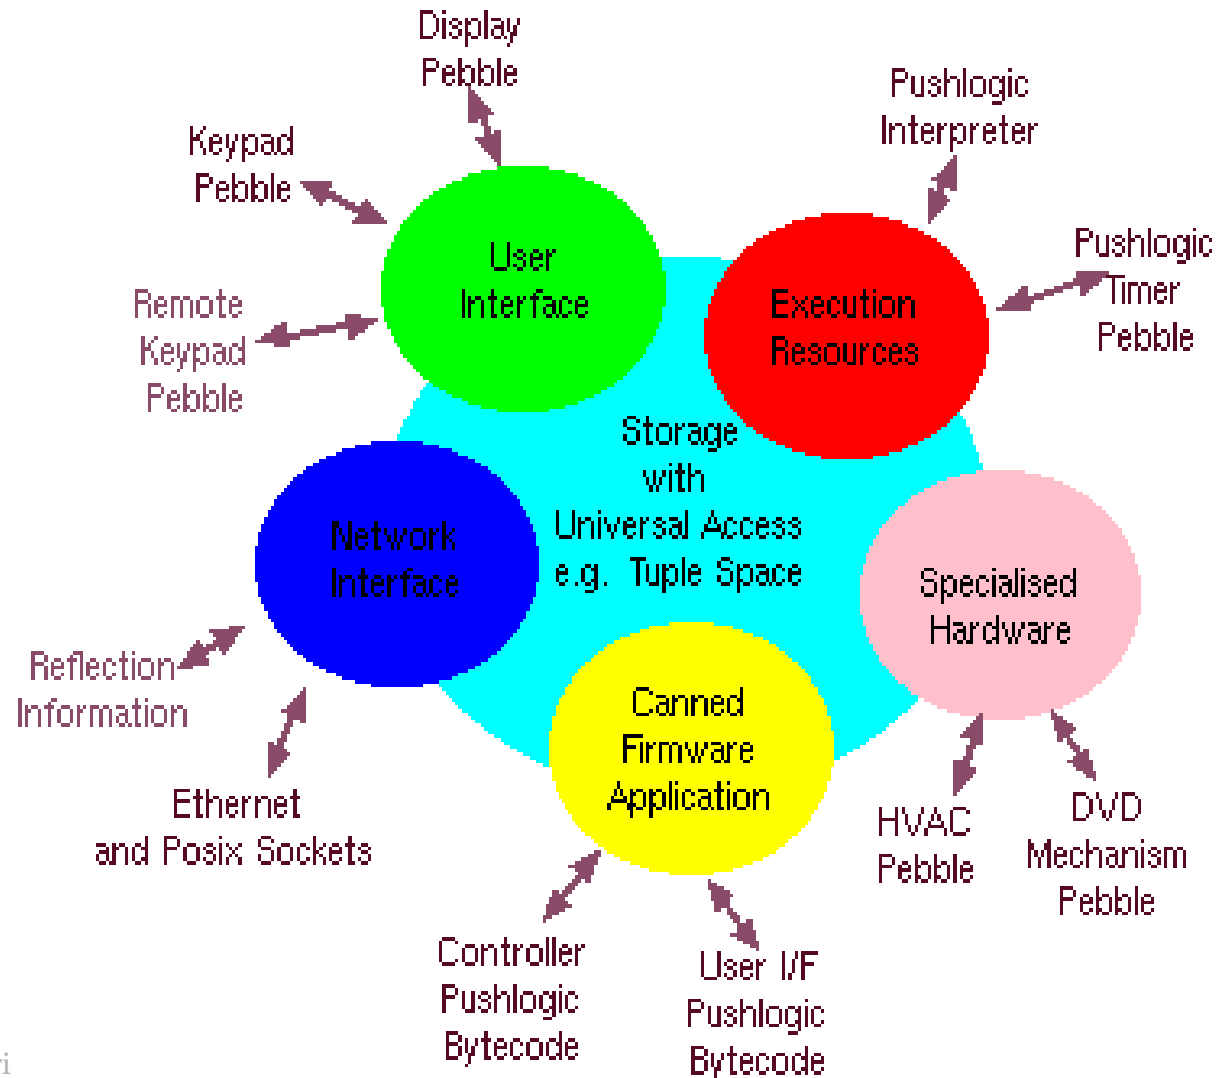 Display
Pebble
Pushlogic
Interpreter
Keypad
Pebble
User
Interface
Pushlogic
Timer
Pebble
Remote
Keypad
Pebble
Execution
Resources
Storage
with
Universal Access
e.g. Tuple Space
Network
Interface
Specialised
Hardware
Reflection
Information
Canned
Firmware
Application
Ethernet
and Posix Sockets
HVAC
Pebble
DVD
Mechanism
Pebble
Controller
Pushlogic
Bytecode
User I/F
Pushlogic
Bytecode